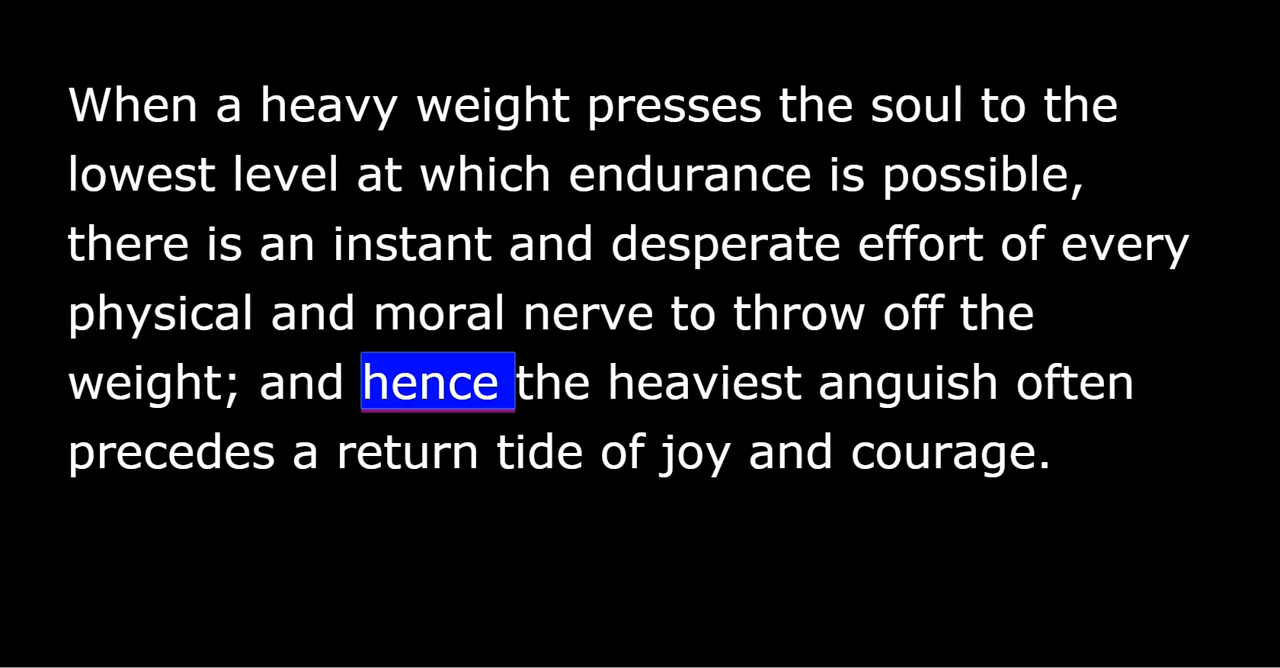 When a heavy weight presses the soul to the
lowest level at which endurance is possible,
there is an instant and desperate effort of every
physical and moral nerve to throw off the
weight; and hence the heaviest anguish often
precedes a return tide of joy and courage.